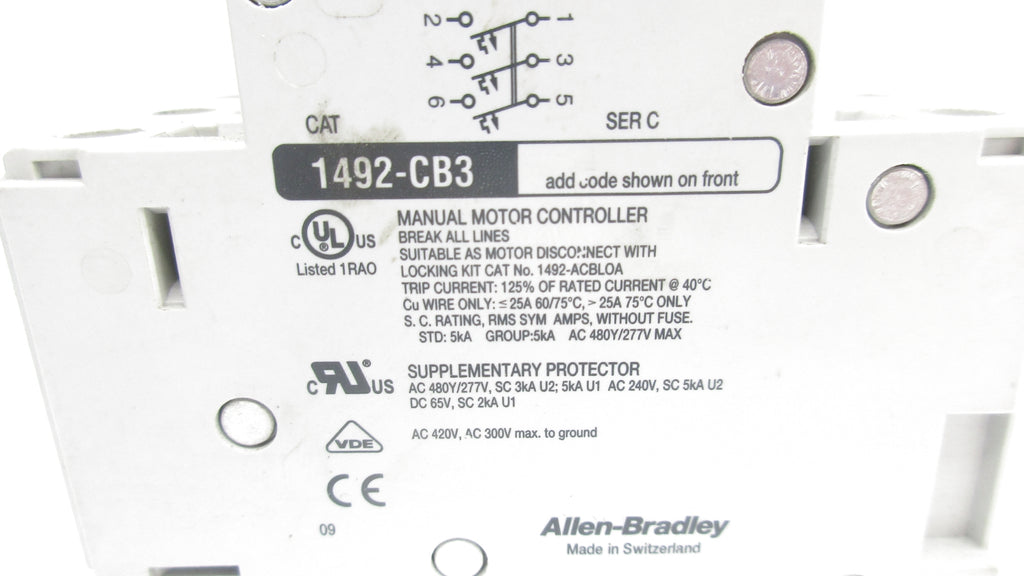 2 1
4 3
6 5
CAT SER C
1492-CB3 add code shown on front
C UL ® US
Listed 1RAO
MANUAL MOTOR CONTROLLER
BREAK ALL LINES
SUITABLE AS MOTOR DISCONNECT WITH
LOCKING KIT CAT No. 1492-ACBLOA
TRIP CURRENT: 125% OF RATED CURRENT @ 40°C
Cu WIRE ONLY: ≤ 25A 60/75°C, > 25A 75°C ONLY
S. C. RATING, RMS SYM AMPS, WITHOUT FUSE.
STD: 5kA GROUP:5kA AC 480Y/277V MAX
C RU ® US
SUPPLEMENTARY PROTECTOR
AC 480Y/277V, SC 3kA U2; 5kA U1 AC 240V, SC 5kA U2
DC 65V, SC 2kA U1
VDE
AC 420V, AC 300V max. to ground
CE
09
Allen-Bradley
Made in Switzerland